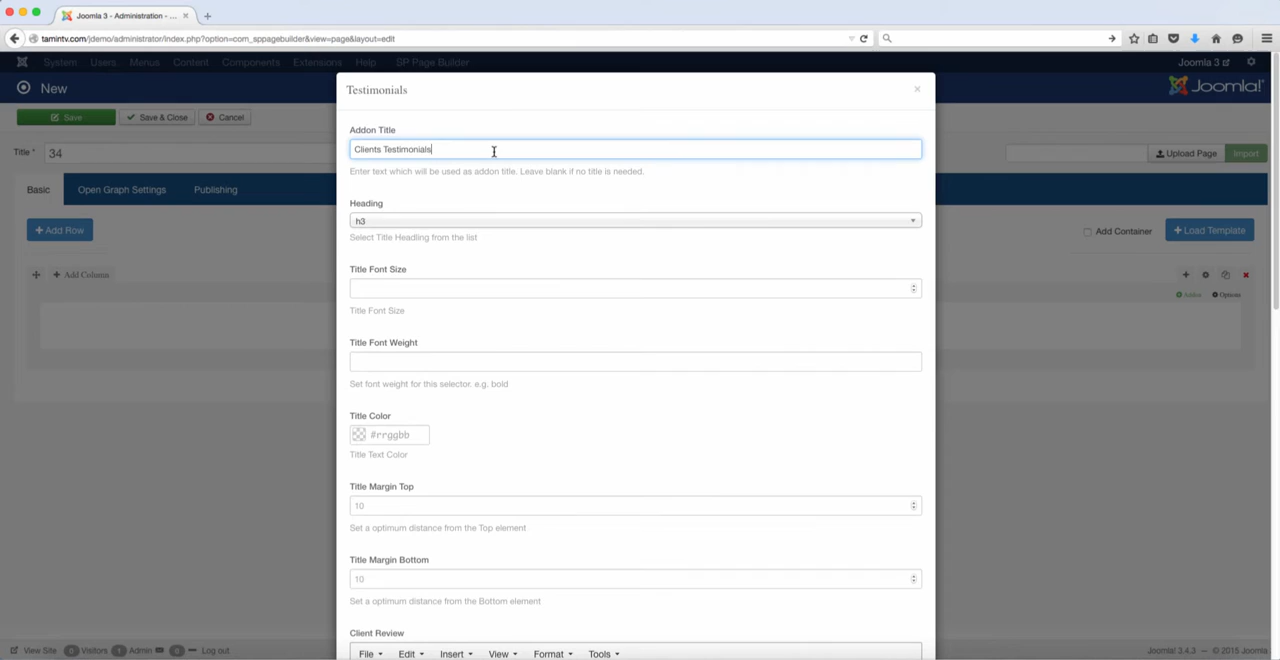 Joomla 3 - Administration - ...
tamintv.com/jdemo/administrator/index.php?option=com_sppagebuilder&view=page&layout=edit
System Users Menus Content Components Extensions Help SP Page Builder Joomla 3
New Joomla!
Save Save & Close Cancel
Title * 34 Upload Page Import
Basic Open Graph Settings Publishing
Add Row Add Container Load Template
Add Column
Addon Options
Testimonials
Addon Title
Clients Testimonials
Enter text which will be used as addon title. Leave blank if no title is needed.
Heading
h3
Select Title Headling from the list
Title Font Size
Title Font Size
Title Font Weight
Set font weight for this selector. e.g. bold
Title Color
#rrggbb
Title Text Color
Title Margin Top
10
Set a optimum distance from the Top element
Title Margin Bottom
10
Set a optimum distance from the Bottom element
Client Review
File Edit Insert View Format Tools
View Site 0 Visitors 1 Admin 0 Log out Joomla! 3.4.3 — © 2015 Joomla